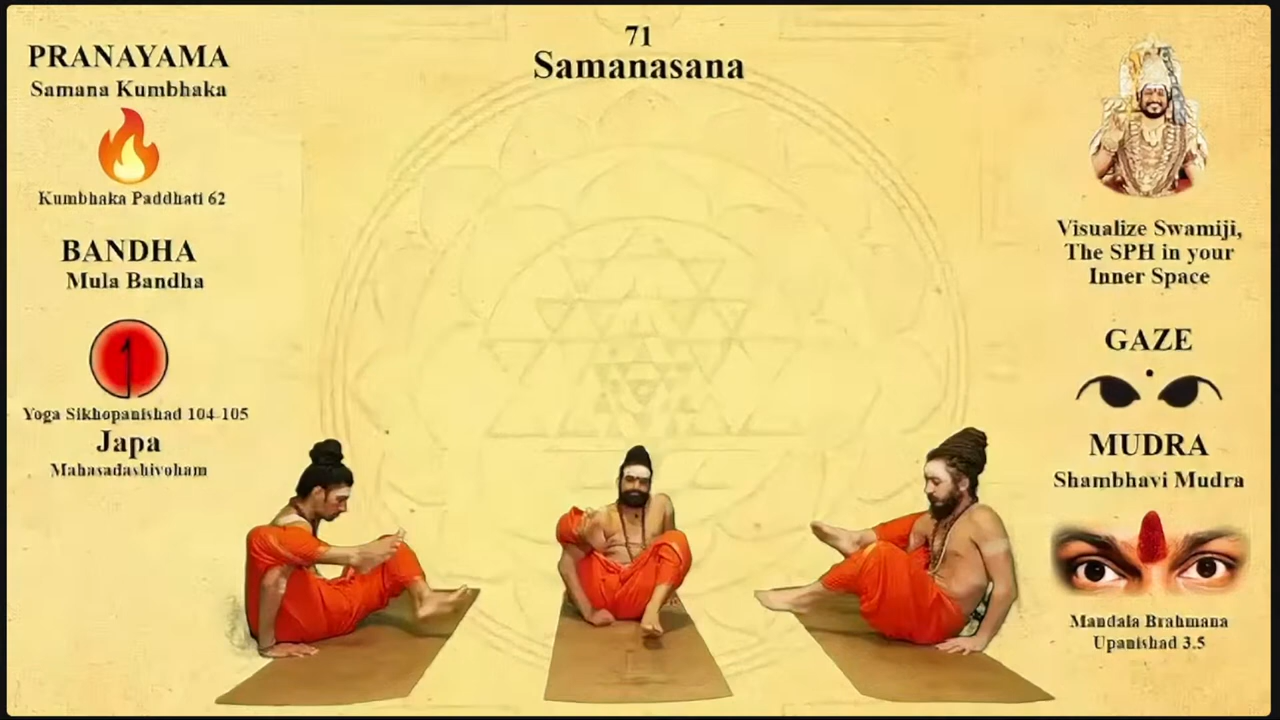 71
Samanasana
PRANAYAMA
Samana Kumbhaka
Kumbhaka Paddhati 62
BANDHA
Mula Bandha
Yoga Sikhopanishad 104-105
Japa
Mahasadashivoham
Visualize Swamiji,
The SPH in your
Inner Space
GAZE
MUDRA
Shambhavi Mudra
Mandala Brahmana
Upanishad 3.5